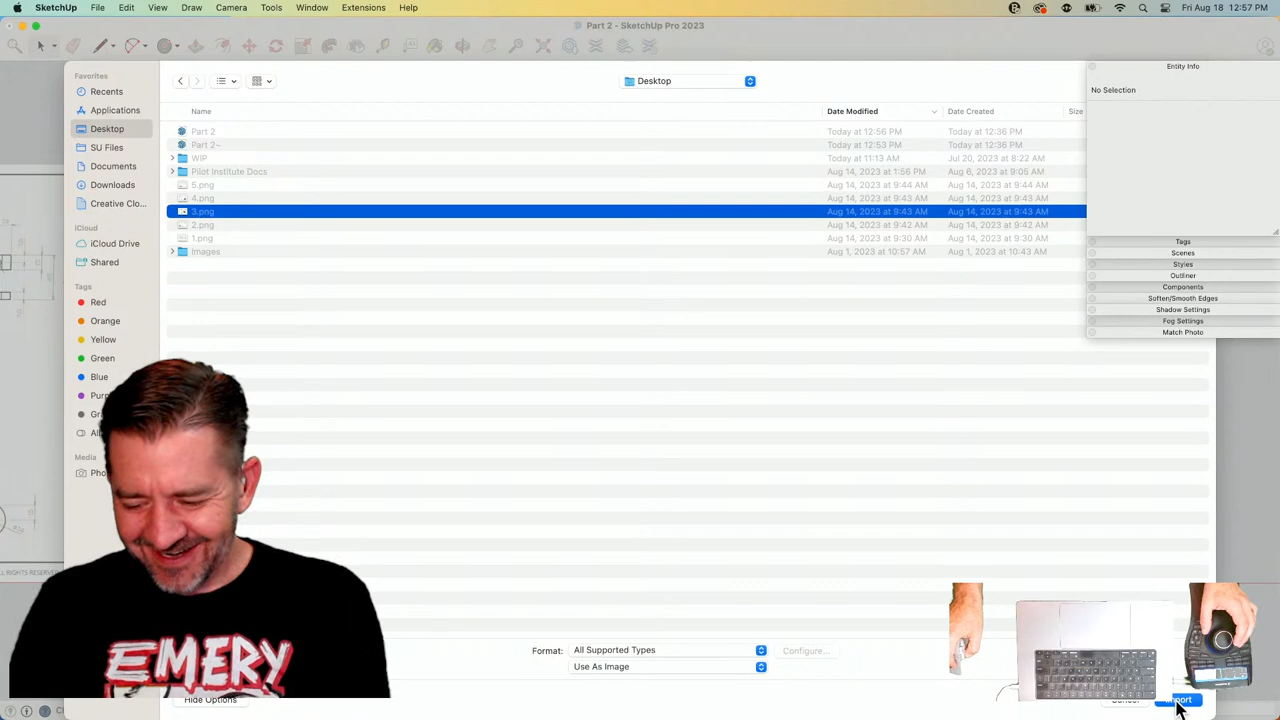 SketchUp File Edit View Draw Camera Tools Window Extensions Help Fri Aug 18 12:57 PM
Part 2 - SketchUp Pro 2023
Favorites
Recents
Applications
Desktop
SU Files
Documents
Downloads
Creative Clo...
iCloud
iCloud Drive
Shared
Tags
Red
Orange
Yellow
Green
Blue
Media
Desktop
Name Date Modified Date Created Size
Part 2 Today at 12:56 PM Today at 12:36 PM
Part 2~ Today at 12:53 PM Today at 12:36 PM
WIP Today at 11:13 AM Jul 20, 2023 at 8:22 AM
Pilot Institute Docs Aug 14, 2023 at 1:56 PM Aug 6, 2023 at 9:05 AM
5.png Aug 14, 2023 at 9:44 AM Aug 14, 2023 at 9:44 AM
4.png Aug 14, 2023 at 9:43 AM Aug 14, 2023 at 9:43 AM
3.png Aug 14, 2023 at 9:43 AM Aug 14, 2023 at 9:43 AM
2.png Aug 14, 2023 at 9:42 AM Aug 14, 2023 at 9:42 AM
1.png Aug 14, 2023 at 9:30 AM Aug 14, 2023 at 9:30 AM
Images Aug 1, 2023 at 10:57 AM Aug 1, 2023 at 10:43 AM
Entity Info
No Selection
Tags
Scenes
Styles
Outliner
Components
Soften/Smooth Edges
Shadow Settings
Fog Settings
Match Photo
ALL RIGHTS RESERVED
EMERY
Format: All Supported Types Configure...
Use As Image
Hide Options Cancel Import